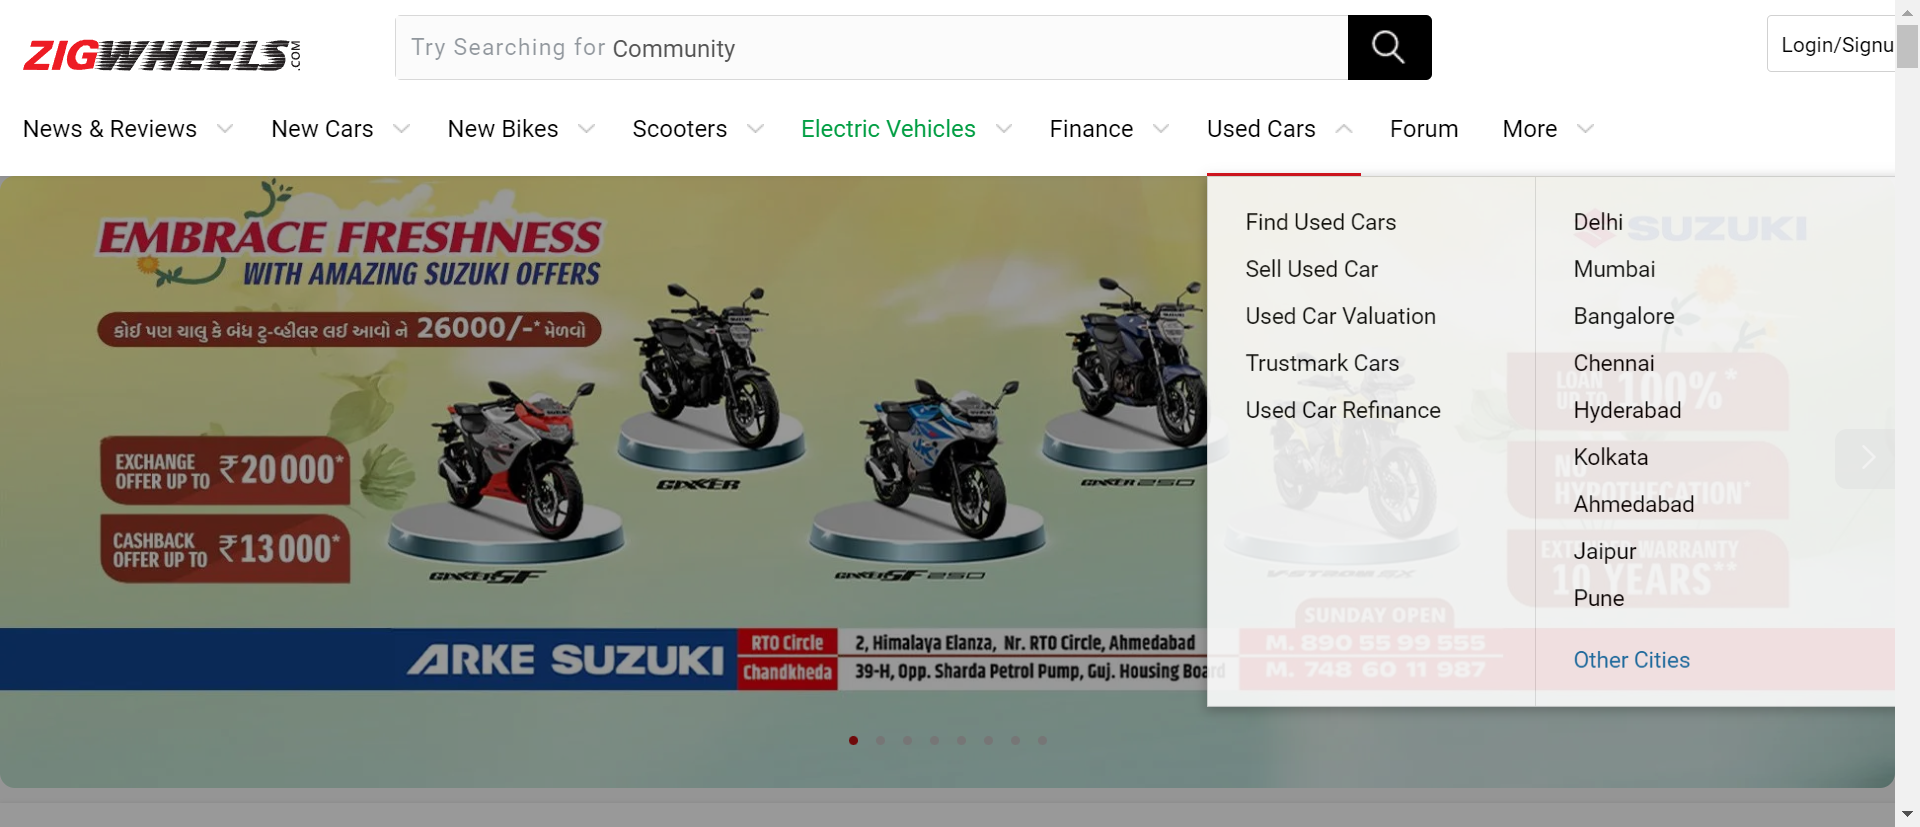 ZIGWHEELS.COM
Try Searching for Community
Login/Signu
News & Reviews
New Cars
New Bikes
Scooters
Electric Vehicles
Finance
Used Cars
Forum
More
EMBRACE FRESHNESS
WITH AMAZING SUZUKI OFFERS
કોઈ પણ ચાલુ કે બંધ ટુ-વ્હીલર લઈ આવો ને 26000/-* મેળવો
EXCHANGE
OFFER UP TO ₹20000*
CASHBACK
OFFER UP TO ₹13000*
SUZUKI
GIXXER
GIXXER 250
GIXXER SF
GIXXER SF 250
V-STROM SX
Find Used Cars
Sell Used Car
Used Car Valuation
Trustmark Cars
Used Car Refinance
Delhi
Mumbai
Bangalore
Chennai
Hyderabad
Kolkata
Ahmedabad
Jaipur
Pune
Other Cities
SUZUKI
LOAN
UP TO 100%*
NO
HYPOTHECATION*
EXTENDED WARRANTY
10 YEARS**
SUNDAY OPEN
M. 890 55 99 555
M. 748 60 11 987
ARKE SUZUKI
RTO Circle
2, Himalaya Elanza, Nr. RTO Circle, Ahmedabad
Chandkheda
39-H, Opp. Sharda Petrol Pump, Guj. Housing Board